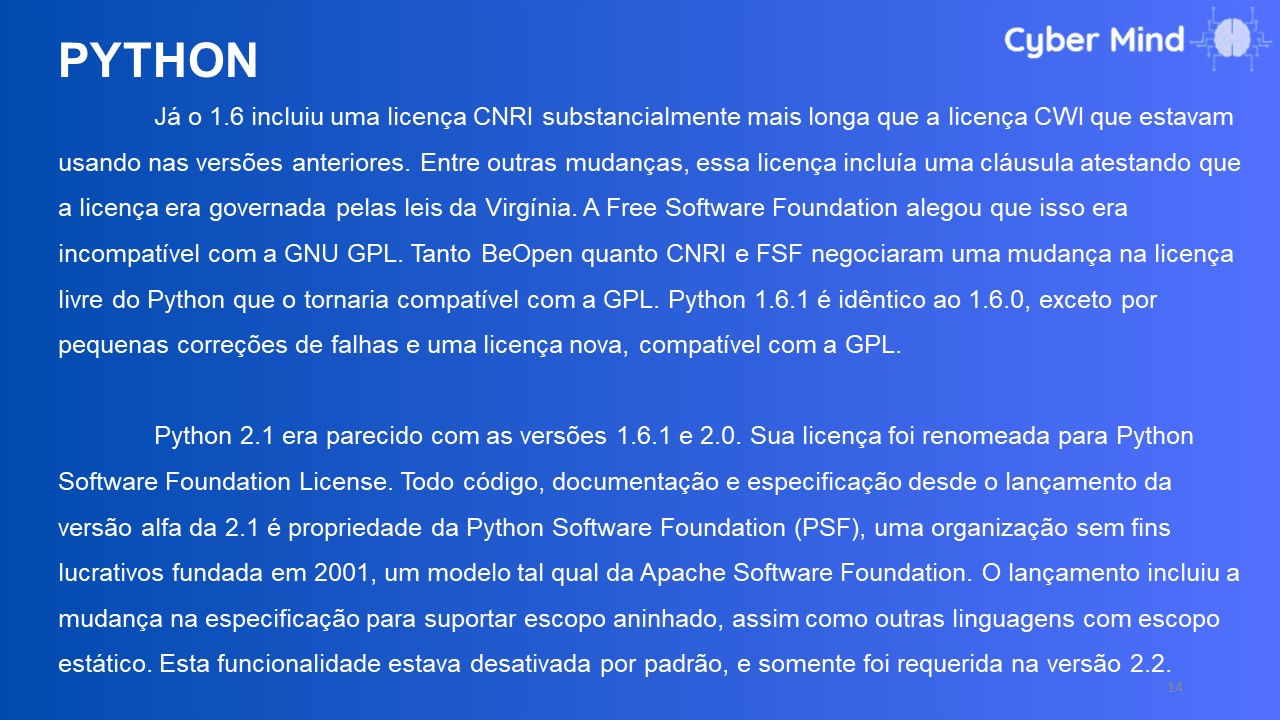 PYTHON
Cyber Mind
Já o 1.6 incluiu uma licença CNRI substancialmente mais longa que a licença CWI que estavam
usando nas versões anteriores. Entre outras mudanças, essa licença incluía uma cláusula atestando que
a licença era governada pelas leis da Virgínia. A Free Software Foundation alegou que isso era
incompatível com a GNU GPL. Tanto BeOpen quanto CNRI e FSF negociaram uma mudança na licença
livre do Python que o tornaria compatível com a GPL. Python 1.6.1 é idêntico ao 1.6.0, exceto por
pequenas correções de falhas e uma licença nova, compatível com a GPL.
Python 2.1 era parecido com as versões 1.6.1 e 2.0. Sua licença foi renomeada para Python
Software Foundation License. Todo código, documentação e especificação desde o lançamento da
versão alfa da 2.1 é propriedade da Python Software Foundation (PSF), uma organização sem fins
lucrativos fundada em 2001, um modelo tal qual da Apache Software Foundation. O lançamento incluiu a
mudança na especificação para suportar escopo aninhado, assim como outras linguagens com escopo
estático. Esta funcionalidade estava desativada por padrão, e somente foi requerida na versão 2.2.
14